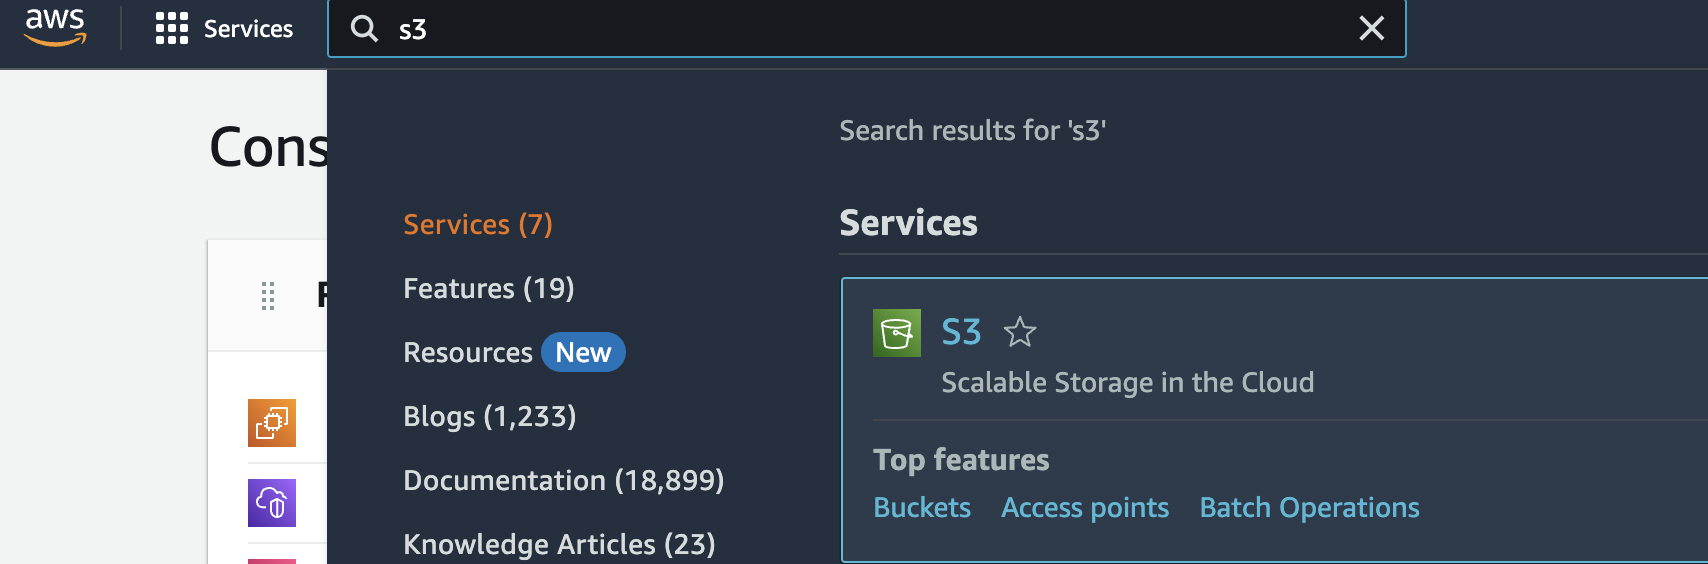 aws
Services
s3
Cons
Search results for 's3'
Services (7)
Features (19)
Resources New
Blogs (1,233)
Documentation (18,899)
Knowledge Articles (23)
Services
S3
Scalable Storage in the Cloud
Top features
Buckets Access points Batch Operations